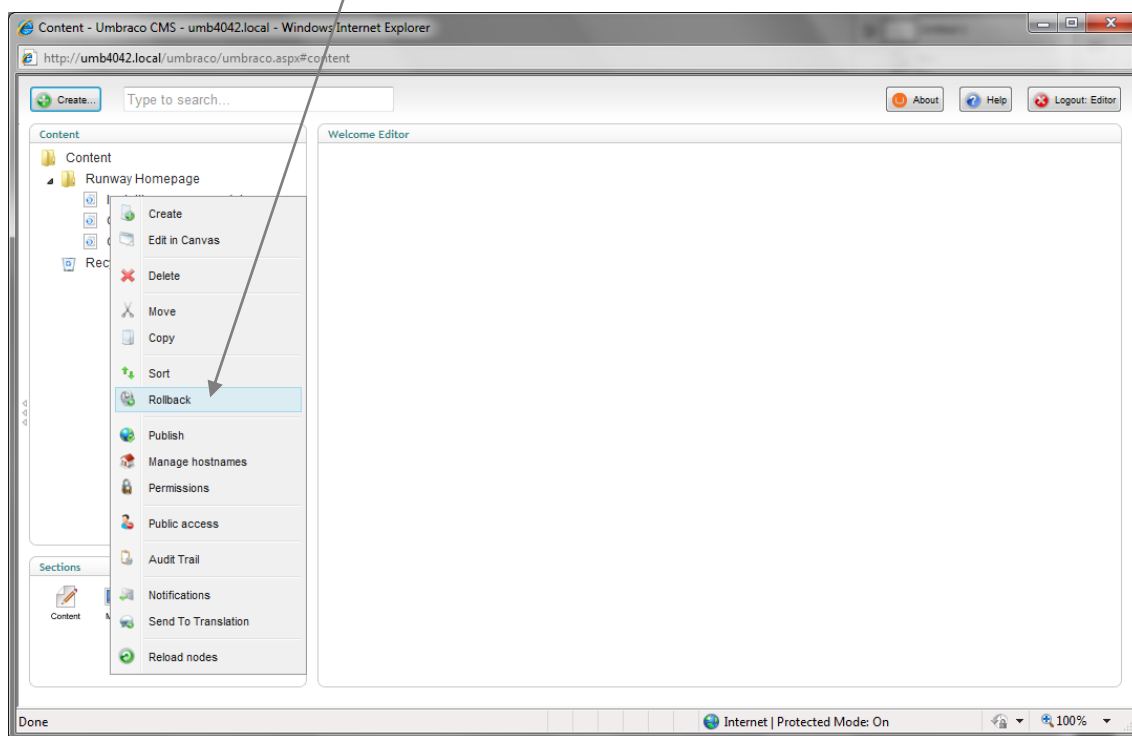 Content - Umbraco CMS - umb4042.local - Windows Internet Explorer
http://umb4042.local/umbraco/umbraco.aspx#content
Create... Type to search... About Help Logout: Editor
Content
Welcome Editor
Content
Runway Homepage
Rec
Create
Edit in Canvas
Delete
Move
Copy
Sort
Rollback
Publish
Manage hostnames
Permissions
Public access
Audit Trail
Notifications
Send To Translation
Reload nodes
Sections
Content
Done Internet | Protected Mode: On 100%